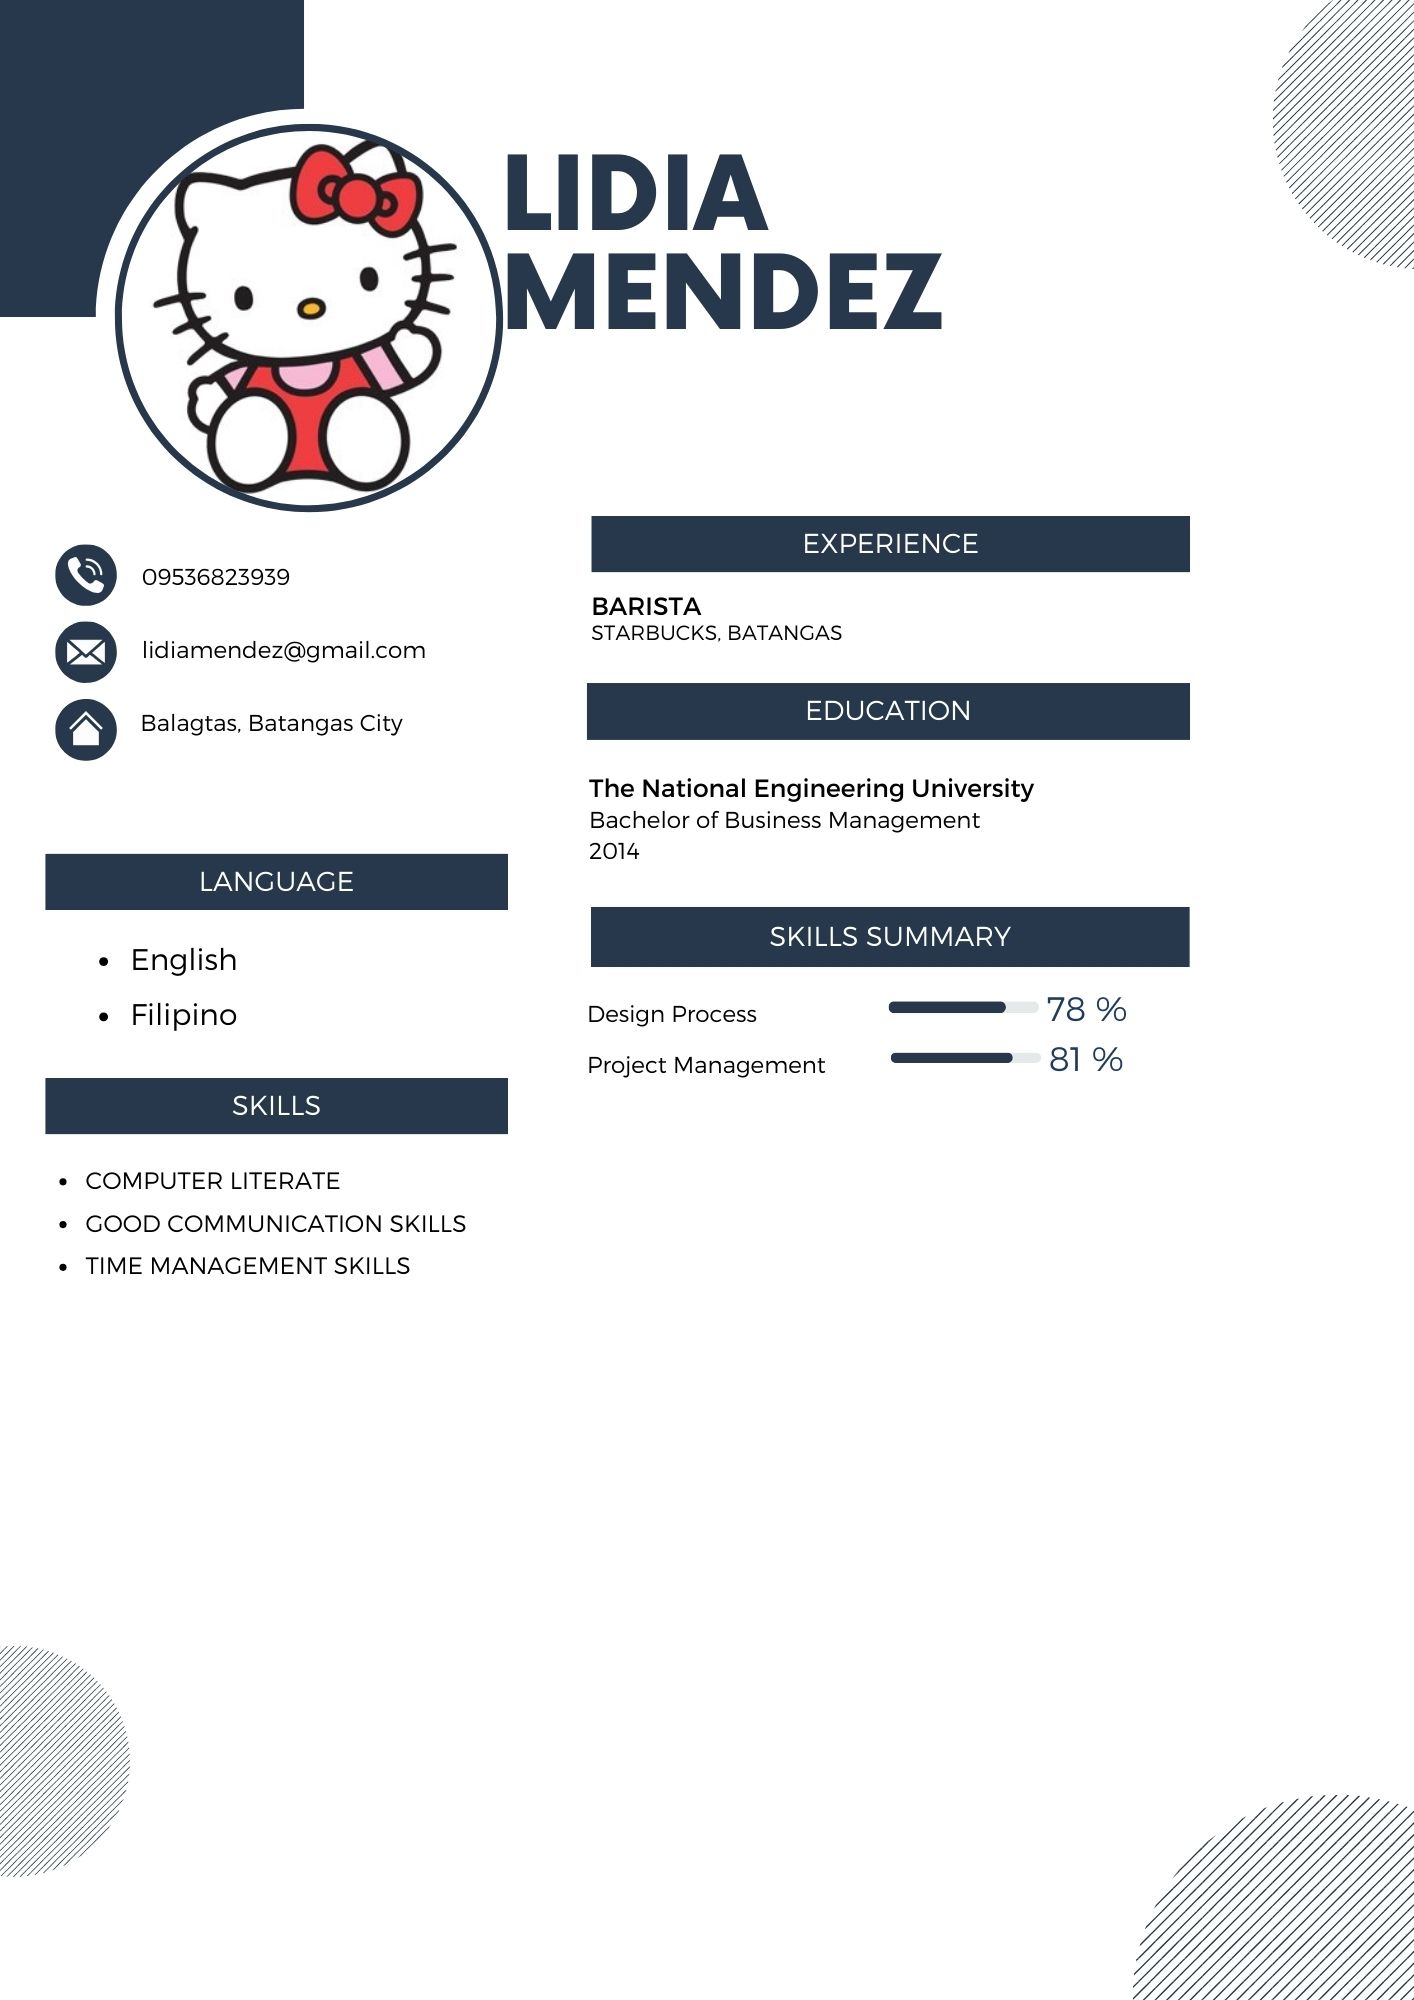 LIDIA
MENDEZ
09536823939
lidiamendez@gmail.com
Balagtas, Batangas City
LANGUAGE
• English
• Filipino
SKILLS
• COMPUTER LITERATE
• GOOD COMMUNICATION SKILLS
• TIME MANAGEMENT SKILLS
EXPERIENCE
BARISTA
STARBUCKS, BATANGAS
EDUCATION
The National Engineering University
Bachelor of Business Management
2014
SKILLS SUMMARY
Design Process 78 %
Project Management 81 %